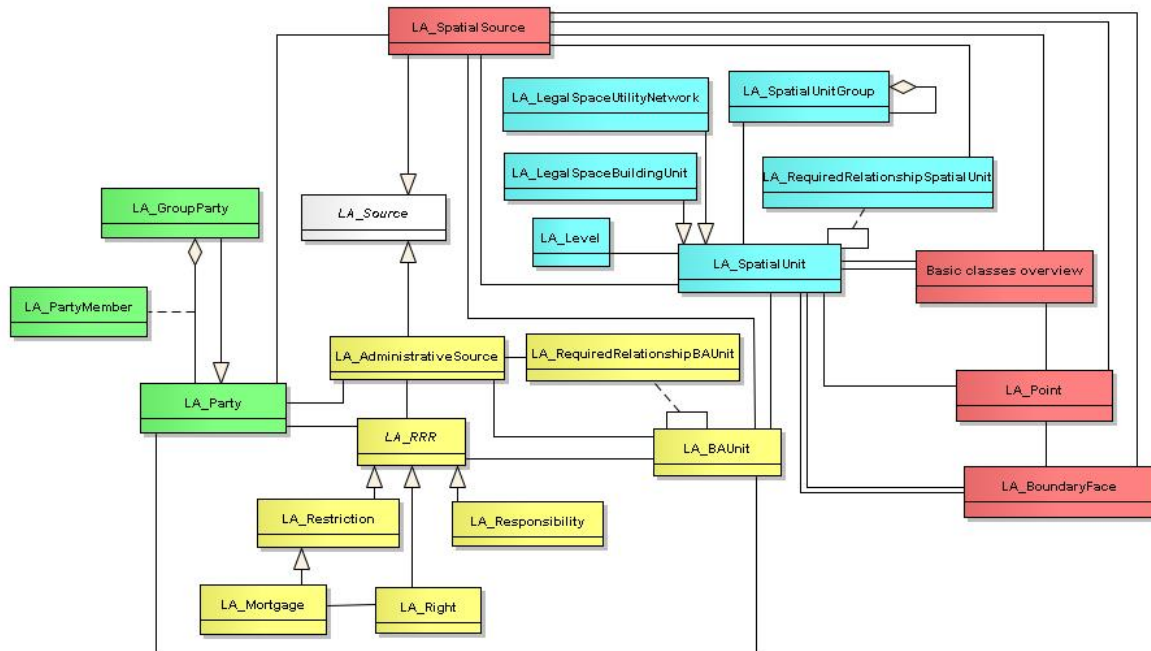 LA_SpatialSource
LA_LegalSpaceUtilityNetwork
LA_SpatialUnitGroup
LA_LegalSpaceBuildingUnit
LA_RequiredRelationshipSpatialUnit
LA_GroupParty
LA_Source
LA_Level
LA_SpatialUnit
Basic classes overview
LA_PartyMember
LA_AdministrativeSource
LA_RequiredRelationshipBAUnit
LA_Party
LA_Point
LA_RRR
LA_BAUnit
LA_BoundaryFace
LA_Restriction
LA_Responsibility
LA_Mortgage
LA_Right